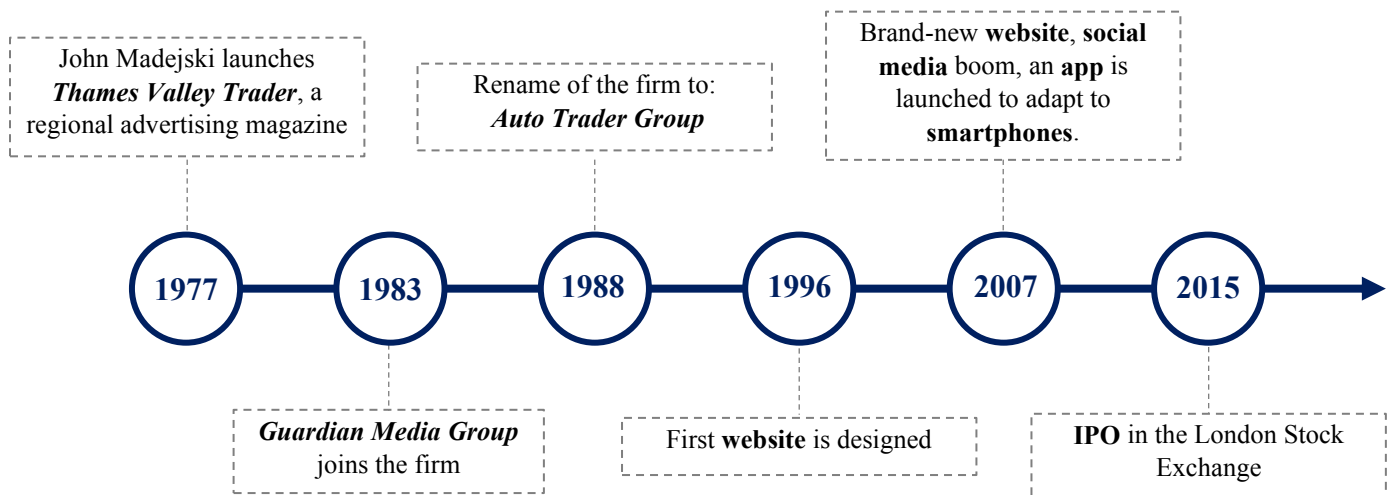 John Madejski launches
Thames Valley Trader, a
regional advertising magazine
Rename of the firm to:
Auto Trader Group
Brand-new website, social
media boom, an app is
launched to adapt to
smartphones.
1977
1983
1988
1996
2007
2015
Guardian Media Group
joins the firm
First website is designed
IPO in the London Stock
Exchange